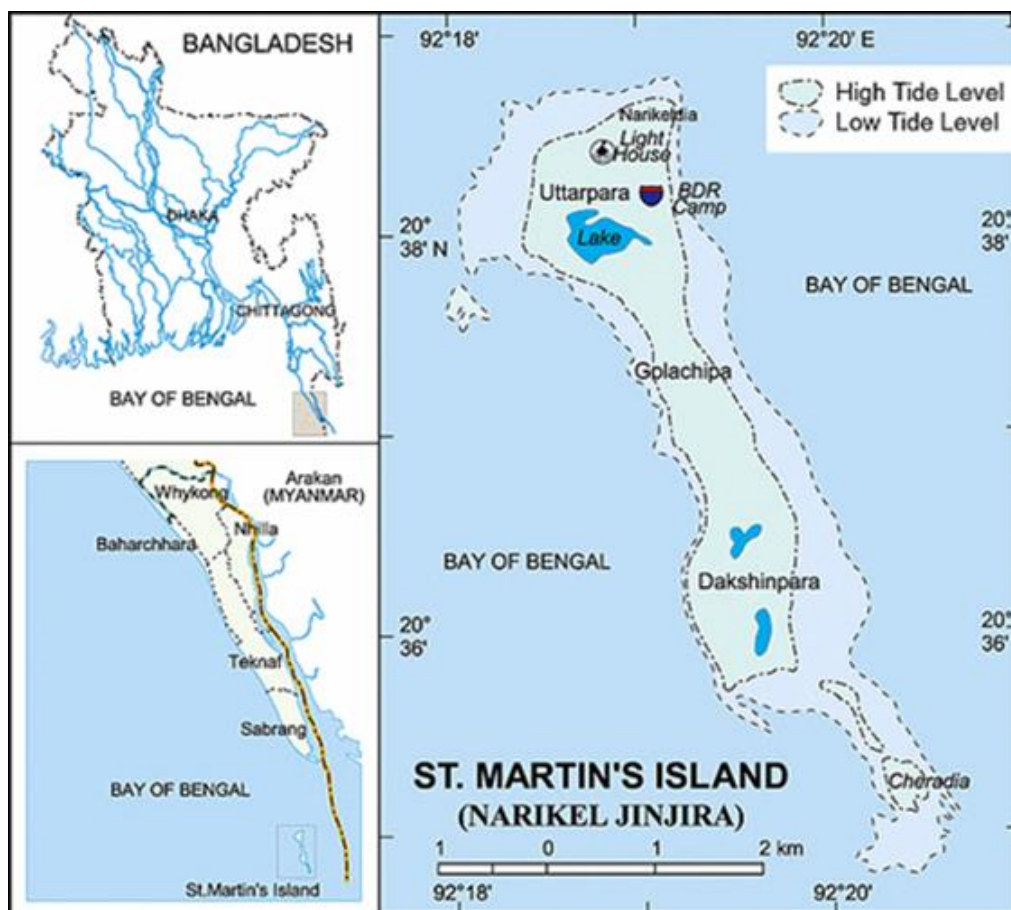 BANGLADESH
DHAKA
CHITTAGONG
BAY OF BENGAL
Whykong
Arakan
(MYANMAR)
Nhilla
Baharchhara
Teknaf
Sabrang
BAY OF BENGAL
St.Martin's Island
92° 18'
92° 20' E
High Tide Level
Low Tide Level
Narikeldia
Light
House
Uttarpara
BDR
Camp
Lake
20°
38' N
20°
38'
BAY OF BENGAL
Golachipa
BAY OF BENGAL
Dakshinpara
20°
36'
20°
36'
Cheradia
ST. MARTIN'S ISLAND
(NARIKEL JINJIRA)
1 0 1 2 km
92° 18'
92° 20'